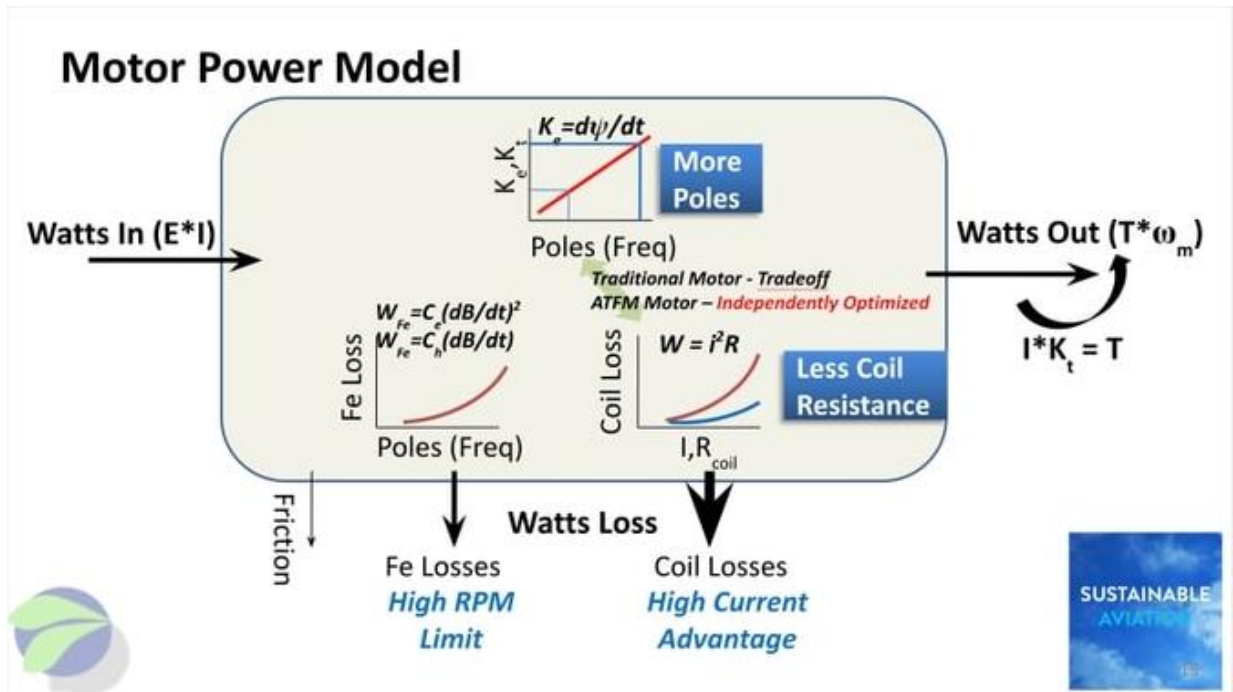 Motor Power Model
Kₑ=dψ/dt
Kₑ,Kₜ
More
Poles
Poles (Freq)
Watts In (E*I)
Watts Out (T*ωₘ)
I*Kₜ = T
Traditional Motor - Tradeoff
ATFM Motor – Independently Optimized
W_Fe=Cₑ(dB/dt)²
W_Fe=Cₕ(dB/dt)
Fe Loss
Poles (Freq)
W = i²R
Coil Loss
I,R_coil
Less Coil
Resistance
Friction
Watts Loss
Fe Losses
High RPM
Limit
Coil Losses
High Current
Advantage
SUSTAINABLE
AVIATION